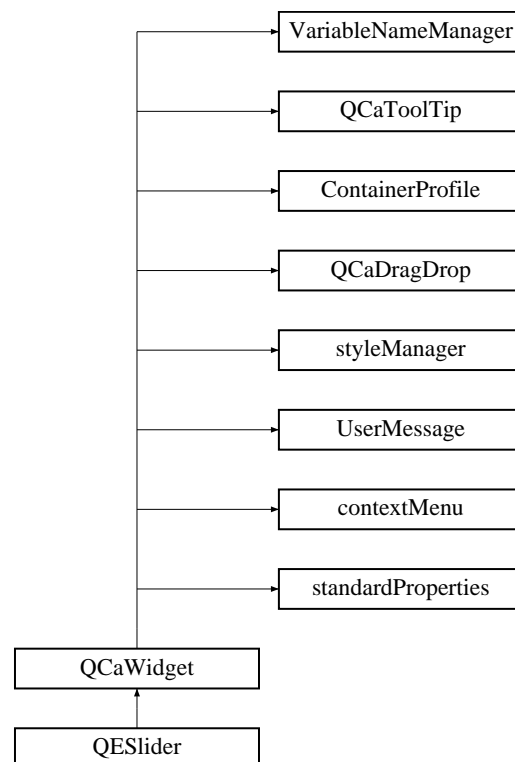 VariableNameManager
QCaToolTip
ContainerProfile
QCaDragDrop
styleManager
UserMessage
contextMenu
standardProperties
QCaWidget
QESlider